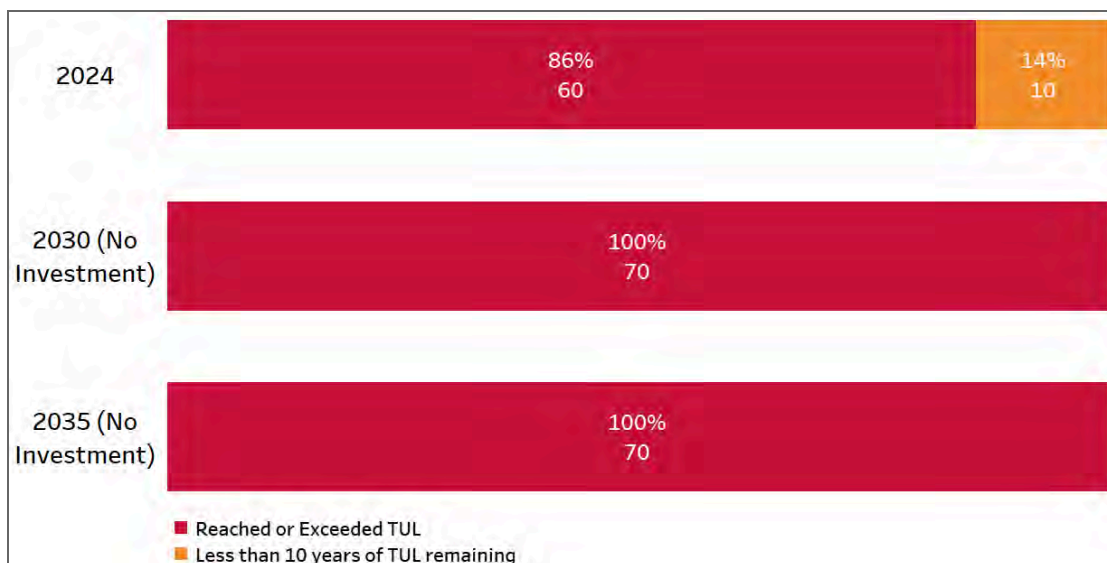 2024
86%
60
14%
10
2030 (No
Investment)
100%
70
2035 (No
Investment)
100%
70
Reached or Exceeded TUL
Less than 10 years of TUL remaining